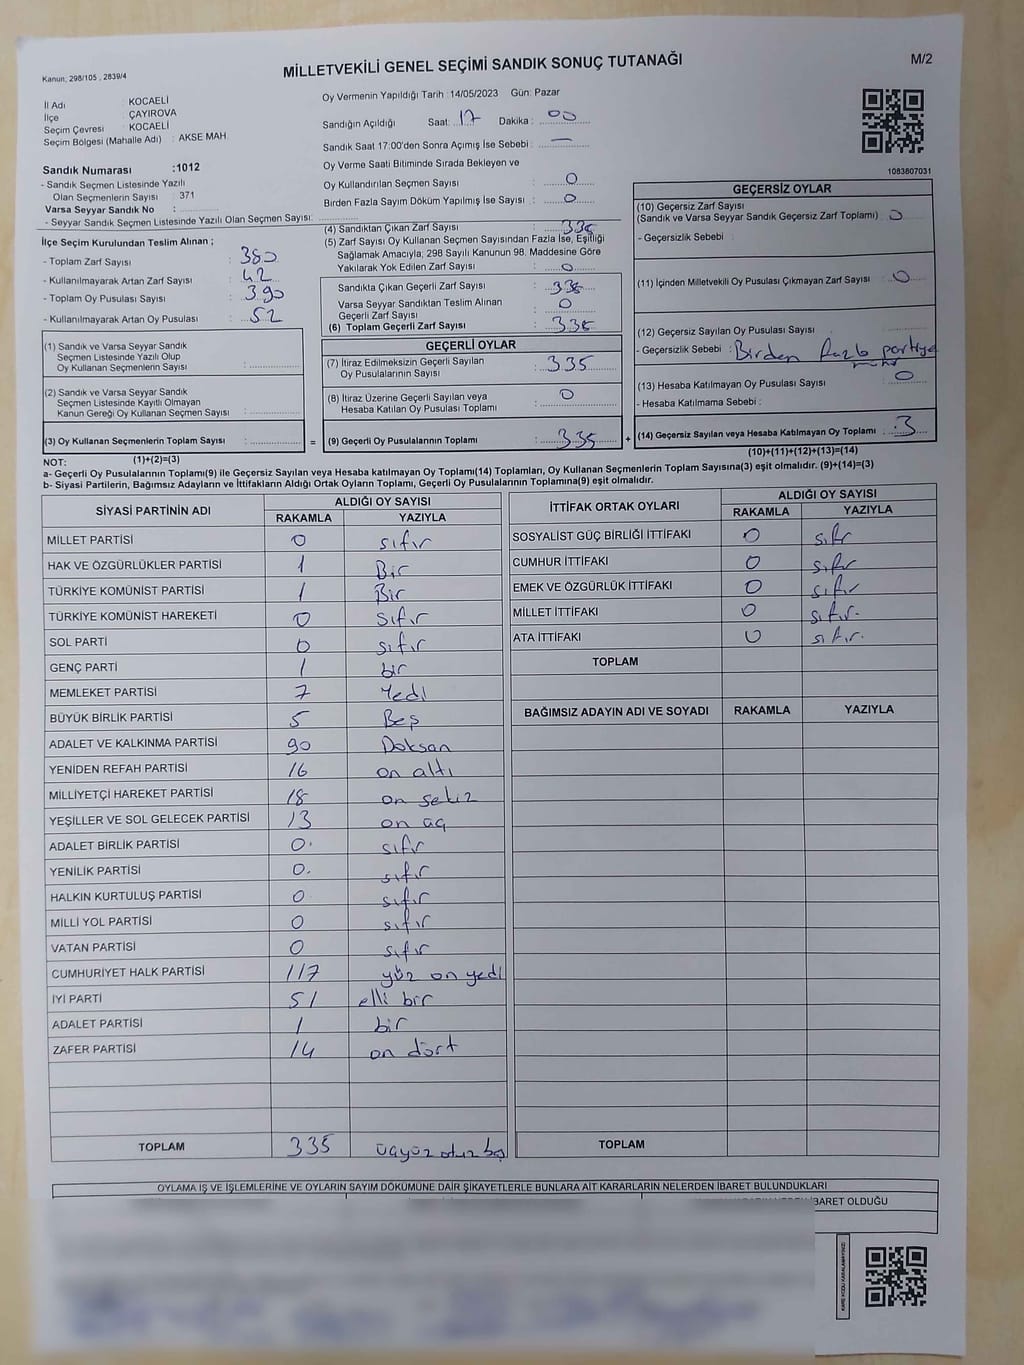 Kanun; 298/105 , 2839/4
MİLLETVEKİLİ GENEL SEÇİMİ SANDIK SONUÇ TUTANAĞI
M/2
İl Adı : KOCAELİ
İlçe : ÇAYIROVA
Seçim Çevresi : KOCAELİ
Seçim Bölgesi (Mahalle Adı) : AKSE MAH.
Sandık Numarası :1012
- Sandık Seçmen Listesinde Yazılı
Olan Seçmenlerin Sayısı : 371
Varsa Seyyar Sandık No :
- Seyyar Sandık Seçmen Listesinde Yazılı Olan Seçmen Sayısı:
Oy Vermenin Yapıldığı Tarih :14/05/2023 Gün: Pazar
Sandığın Açıldığı Saat: 17 Dakika : 00
Sandık Saat 17:00'den Sonra Açımış İse Sebebi : —
Oy Verme Saati Bitiminde Sırada Bekleyen ve
Oy Kullandırılan Seçmen Sayısı : 0
Birden Fazla Sayım Döküm Yapılmış İse Sayısı : 0
1083807031
İlçe Seçim Kurulundan Teslim Alınan ;
- Toplam Zarf Sayısı : 380
- Kullanılmayarak Artan Zarf Sayısı : 42
- Toplam Oy Pusulası Sayısı : 390
- Kullanılmayarak Artan Oy Pusulası : 52
(4) Sandıktan Çıkan Zarf Sayısı : 338
(5) Zarf Sayısı Oy Kullanan Seçmen Sayısından Fazla İse, Eşitliği
Sağlamak Amacıyla; 298 Sayılı Kanunun 98. Maddesine Göre
Yakılarak Yok Edilen Zarf Sayısı : 0
Sandıkta Çıkan Geçerli Zarf Sayısı : 338
Varsa Seyyar Sandıktan Teslim Alınan
Geçerli Zarf Sayısı : 0
(6) Toplam Geçerli Zarf Sayısı : 338
GEÇERSİZ OYLAR
(10) Geçersiz Zarf Sayısı
(Sandık ve Varsa Seyyar Sandık Geçersiz Zarf Toplamı) : 0
- Geçersizlik Sebebi :
(11) İçinden Milletvekili Oy Pusulası Çıkmayan Zarf Sayısı : 0
(12) Geçersiz Sayılan Oy Pusulası Sayısı :
- Geçersizlik Sebebi : Birden fazla partiye
(13) Hesaba Katılmayan Oy Pusulası Sayısı : 0
- Hesaba Katılmama Sebebi :
(14) Geçersiz Sayılan veya Hesaba Katılmayan Oy Toplamı : 3
(10)+(11)+(12)+(13)=(14)
(1) Sandık ve Varsa Seyyar Sandık
Seçmen Listesinde Yazılı Olup
Oy Kullanan Seçmenlerin Sayısı :
(2) Sandık ve Varsa Seyyar Sandık
Seçmen Listesinde Kayıtlı Olmayan
Kanun Gereği Oy Kullanan Seçmen Sayısı :
(3) Oy Kullanan Seçmenlerin Toplam Sayısı :
(1)+(2)=(3)
GEÇERLİ OYLAR
(7) İtiraz Edilmeksizin Geçerli Sayılan
Oy Pusulalarının Sayısı : 335
(8) İtiraz Üzerine Geçerli Sayılan veya
Hesaba Katılan Oy Pusulası Toplamı : 0
= (9) Geçerli Oy Pusulalarının Toplamı : 335 +
NOT:
a- Geçerli Oy Pusulalarının Toplamı(9) ile Geçersiz Sayılan veya Hesaba katılmayan Oy Toplamı(14) Toplamları, Oy Kullanan Seçmenlerin Toplam Sayısına(3) eşit olmalıdır. (9)+(14)=(3)
b- Siyasi Partilerin, Bağımsız Adayların ve İttifakların Aldığı Ortak Oyların Toplamı, Geçerli Oy Pusulalarının Toplamına(9) eşit olmalıdır.
SİYASİ PARTİNİN ADI ALDIĞI OY SAYISI
RAKAMLA YAZIYLA
MİLLET PARTİSİ 0 sıfır
HAK VE ÖZGÜRLÜKLER PARTİSİ 1 Bir
TÜRKİYE KOMÜNİST PARTİSİ 1 Bir
TÜRKİYE KOMÜNİST HAREKETİ 0 sıfır
SOL PARTİ 0 sıfır
GENÇ PARTİ 1 bir
MEMLEKET PARTİSİ 7 Yedi
BÜYÜK BİRLİK PARTİSİ 5 Beş
ADALET VE KALKINMA PARTİSİ 90 Doksan
YENİDEN REFAH PARTİSİ 16 on altı
MİLLİYETÇİ HAREKET PARTİSİ 18 on sekiz
YEŞİLLER VE SOL GELECEK PARTİSİ 13 on üç
ADALET BİRLİK PARTİSİ 0. sıfır
YENİLİK PARTİSİ 0. sıfır
HALKIN KURTULUŞ PARTİSİ 0 sıfır
MİLLİ YOL PARTİSİ 0 sıfır
VATAN PARTİSİ 0 sıfır
CUMHURİYET HALK PARTİSİ 117 yüz on yedi
İYİ PARTİ 51 elli bir
ADALET PARTİSİ 1 bir
ZAFER PARTİSİ 14 on dört
TOPLAM 335 üçyüz otuz beş
İTTİFAK ORTAK OYLARI ALDIĞI OY SAYISI
RAKAMLA YAZIYLA
SOSYALİST GÜÇ BİRLİĞİ İTTİFAKI 0 sıfır
CUMHUR İTTİFAKI 0 sıfır
EMEK VE ÖZGÜRLÜK İTTİFAKI 0 sıfır
MİLLET İTTİFAKI 0 sıfır.
ATA İTTİFAKI 0 sıfır.
TOPLAM
BAĞIMSIZ ADAYIN ADI VE SOYADI RAKAMLA YAZIYLA
TOPLAM
OYLAMA İŞ VE İŞLEMLERİNE VE OYLARIN SAYIM DÖKÜMÜNE DAİR ŞİKAYETLERLE BUNLARA AİT KARARLARIN NELERDEN İBARET BULUNDUKLARI
İBARET OLDUĞU
KARE KODU KARALAMAYINIZ!